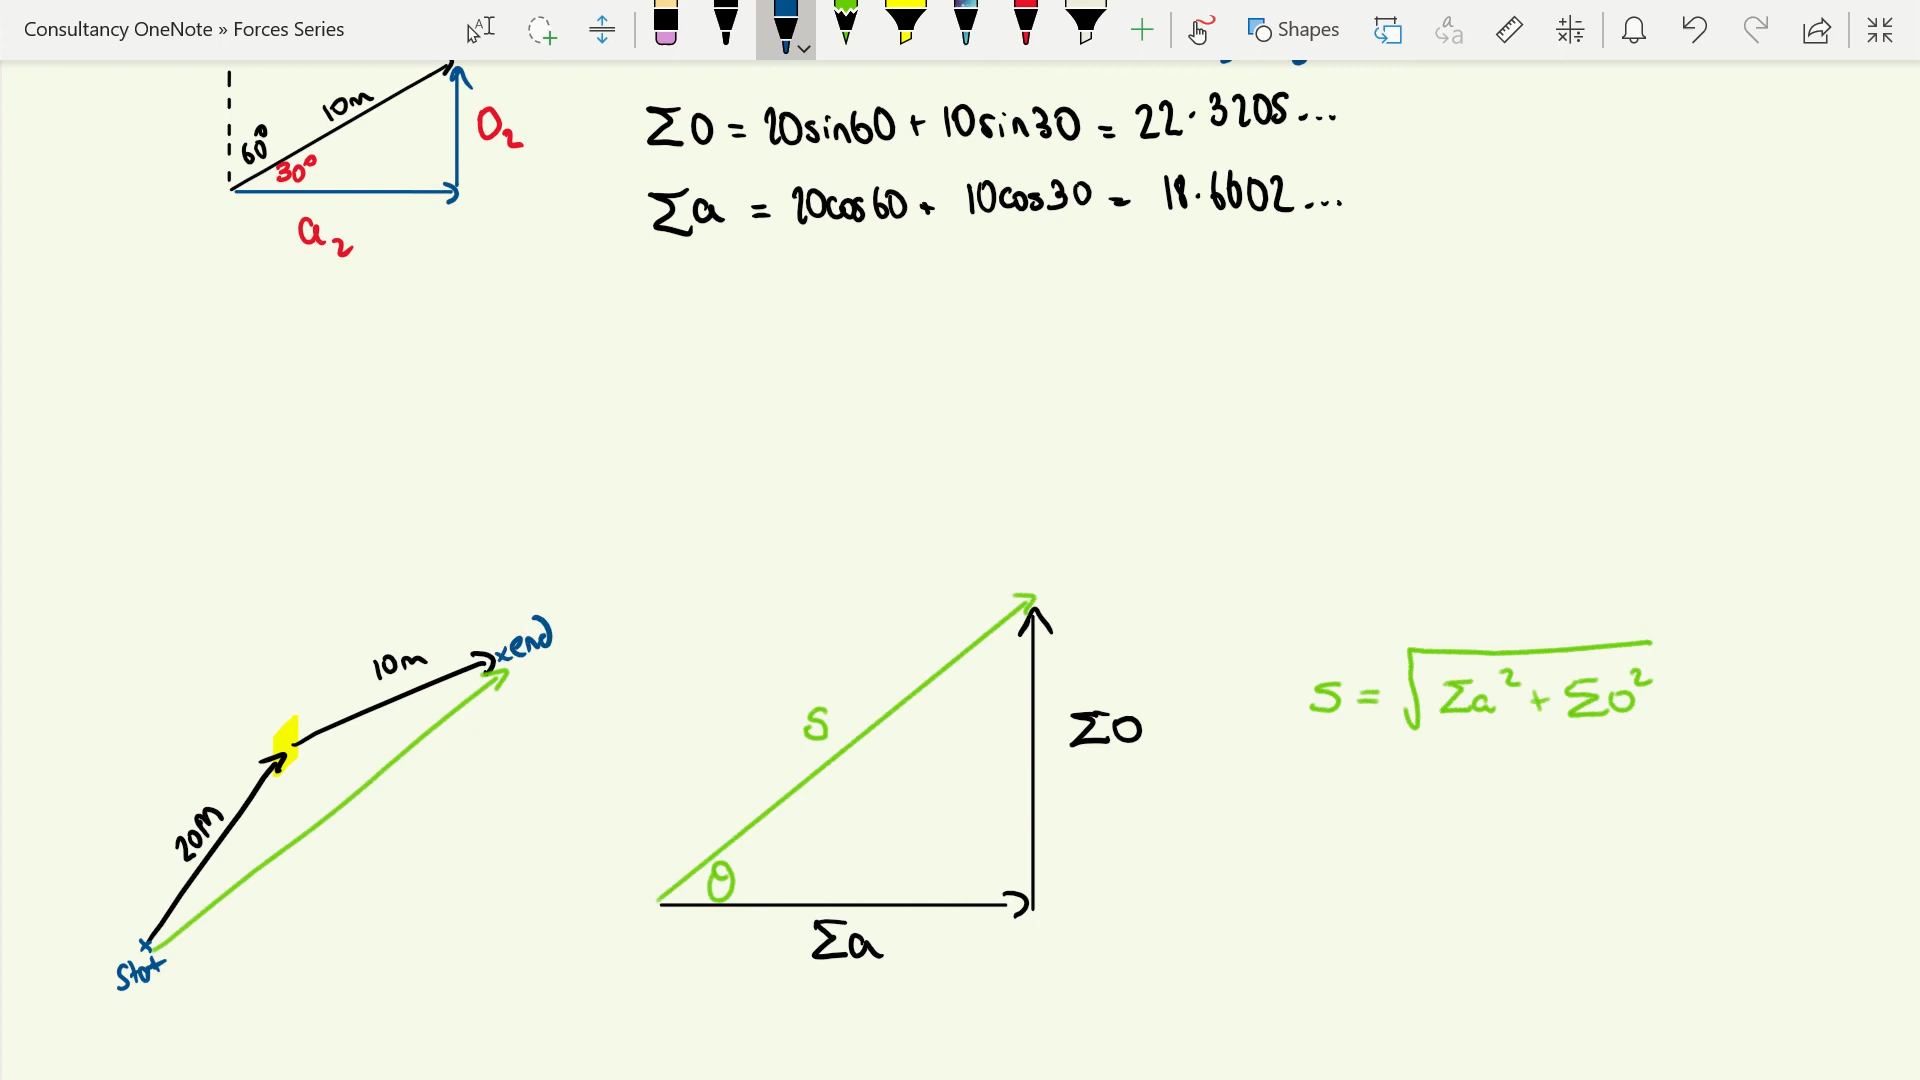 Consultancy OneNote » Forces Series
Shapes
10m
60°
30°
O₂
a₂
ΣO = 20sin60 + 10sin30 = 22.3205...
Σa = 20cos60 + 10cos30 = 18.6602...
10m
end
20m
Start
S
θ
ΣO
Σa
S = √(Σa² + ΣO²)